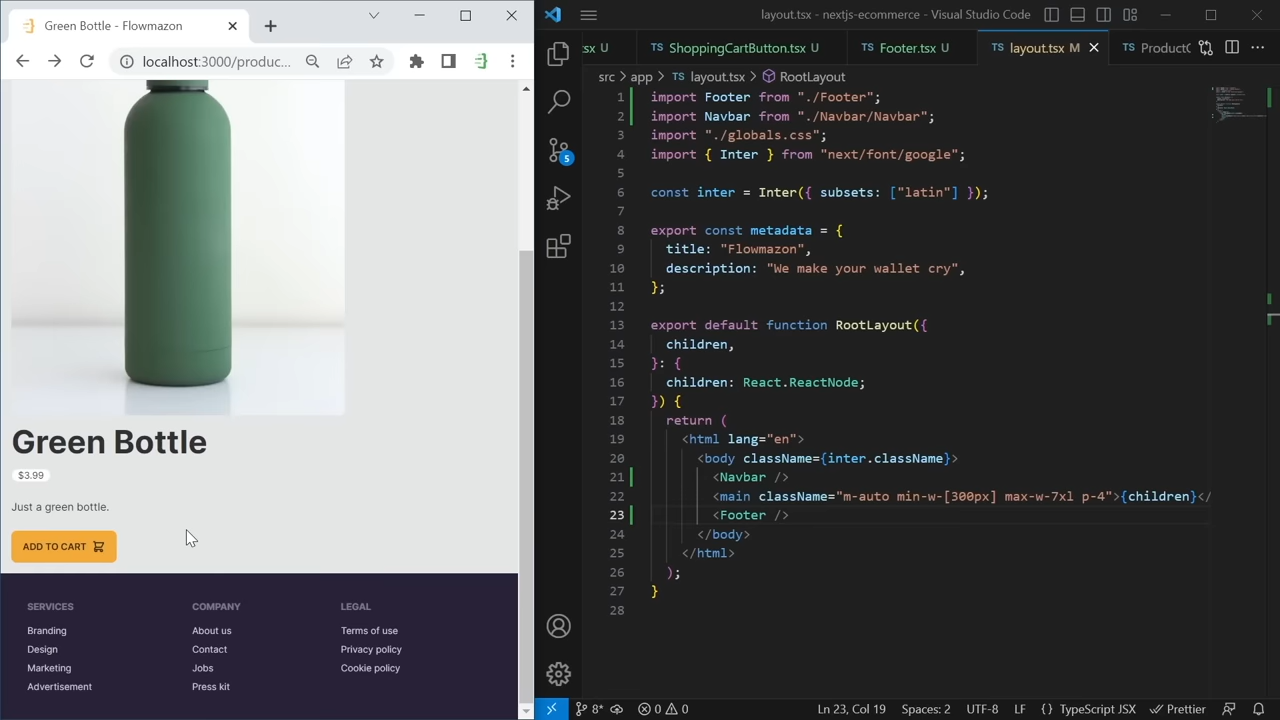 Green Bottle - Flowmazon
localhost:3000/produc...
Green Bottle
$3.99
Just a green bottle.
ADD TO CART
SERVICES
Branding
Design
Marketing
Advertisement
COMPANY
About us
Contact
Jobs
Press kit
LEGAL
Terms of use
Privacy policy
Cookie policy
layout.tsx - nextjs-ecommerce - Visual Studio Code
sx U
ShoppingCartButton.tsx U
Footer.tsx U
layout.tsx M
Product
src > app > layout.tsx > RootLayout
5
1 import Footer from "./Footer";
2 import Navbar from "./Navbar/Navbar";
3 import "./globals.css";
4 import { Inter } from "next/font/google";
5
6 const inter = Inter({ subsets: ["latin"] });
7
8 export const metadata = {
9 title: "Flowmazon",
10 description: "We make your wallet cry",
11 };
12
13 export default function RootLayout({
14 children,
15 }: {
16 children: React.ReactNode;
17 }) {
18 return (
19 <html lang="en">
20 <body className={inter.className}>
21 <Navbar />
22 <main className="m-auto min-w-[300px] max-w-7xl p-4">{children}</
23 <Footer />
24 </body>
25 </html>
26 );
27 }
28
8* 0 0 Ln 23, Col 19 Spaces: 2 UTF-8 LF {} TypeScript JSX Prettier